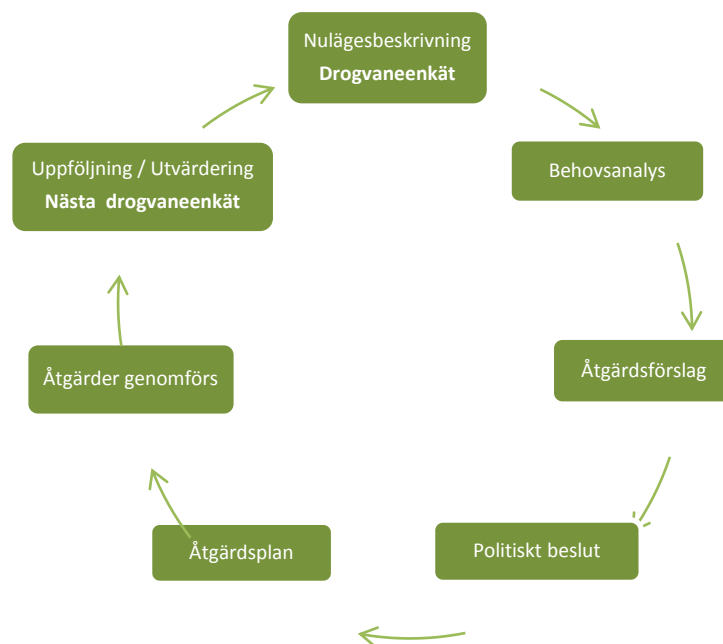 Nulägesbeskrivning
Drogvaneenkät
Behovsanalys
Åtgärdsförslag
Politiskt beslut
Åtgärdsplan
Åtgärder genomförs
Uppföljning / Utvärdering
Nästa drogvaneenkät